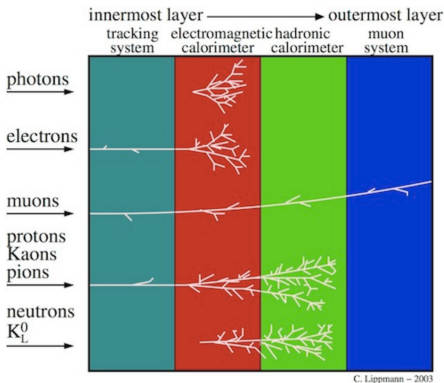 innermost layer → outermost layer
tracking system
electromagnetic calorimeter
hadronic calorimeter
muon system
photons
electrons
muons
protons
Kaons
pions
neutrons
K⁰_L
C. Lippmann – 2003